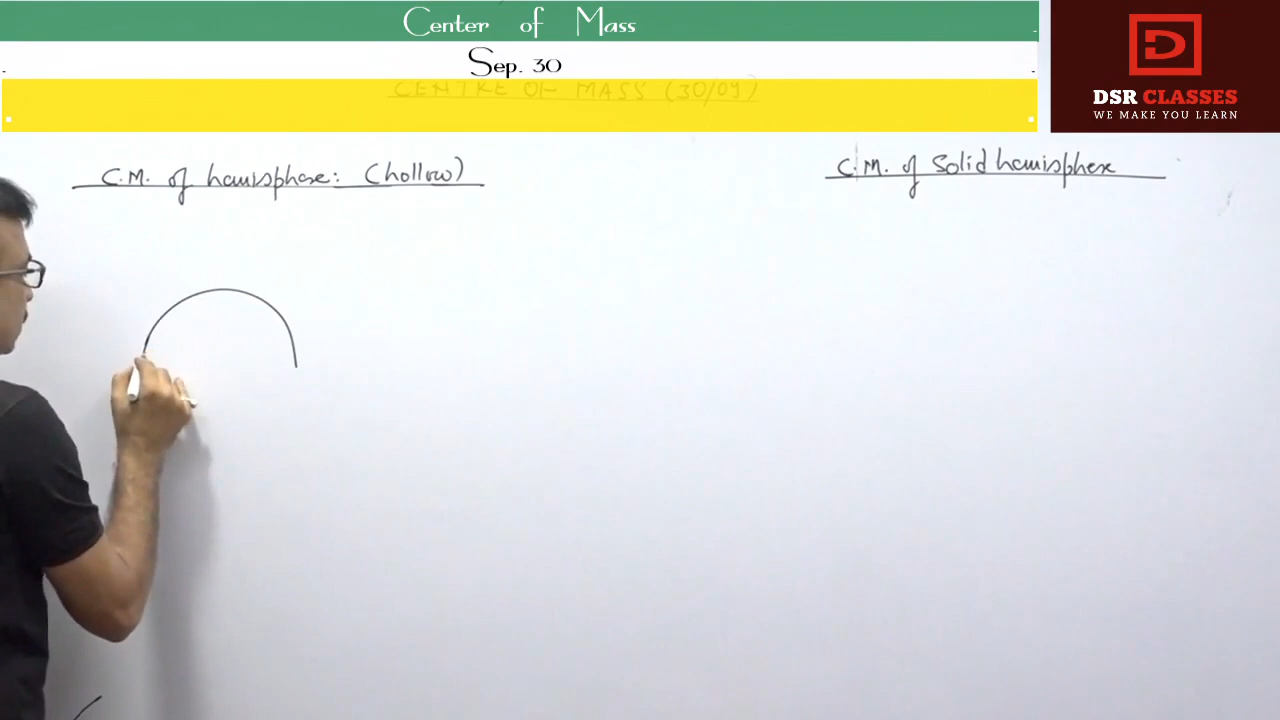 Center of Mass
Sep. 30
CENTRE OF MASS (30/09)
DSR CLASSES
WE MAKE YOU LEARN
C.M. of hemisphere: (hollow)
C.M. of Solid hemisphere